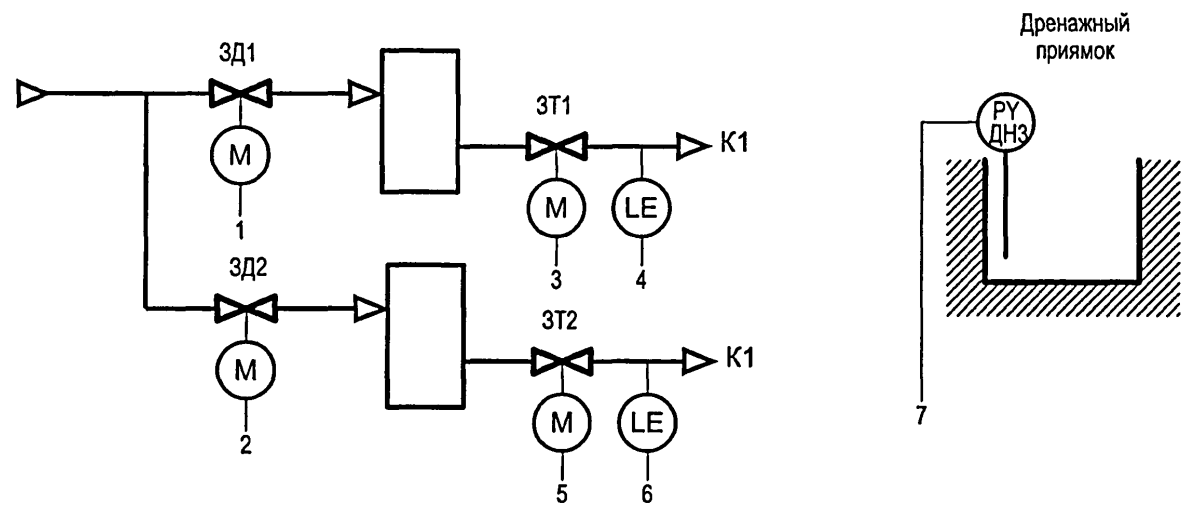 Дренажный
приямок
ЗД1
М
1
ЗТ1
К1
М
3
LE
4
ЗД2
М
2
ЗТ2
К1
М
5
LE
6
PY
ДНЗ
7